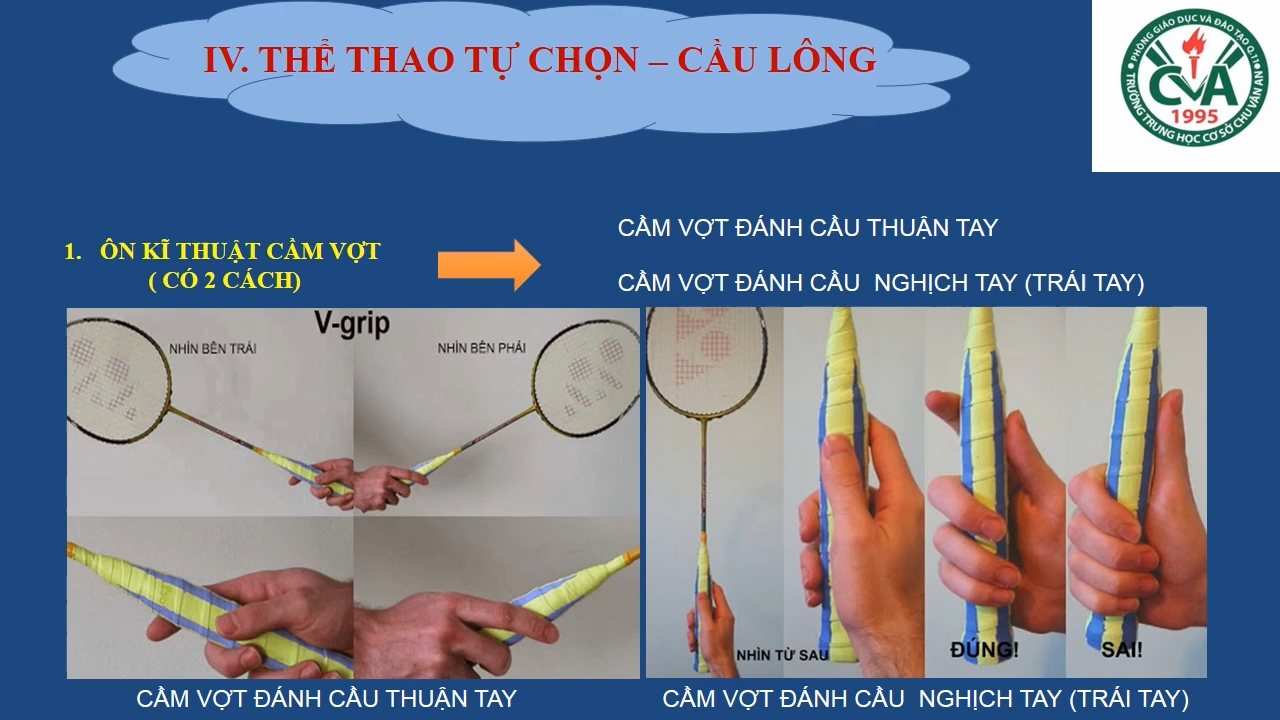 IV. THỂ THAO TỰ CHỌN – CẦU LÔNG
PHÒNG GIÁO DỤC VÀ ĐÀO TẠO Q.11
CVA
1995
TRƯỜNG TRUNG HỌC CƠ SỞ CHU VĂN AN
1. ÔN KĨ THUẬT CẦM VỢT
( CÓ 2 CÁCH)
CẦM VỢT ĐÁNH CẦU THUẬN TAY
CẦM VỢT ĐÁNH CẦU NGHỊCH TAY (TRÁI TAY)
V-grip
NHÌN BÊN TRÁI
NHÌN BÊN PHẢI
NHÌN TỪ SAU
ĐÚNG!
SAI!
CẦM VỢT ĐÁNH CẦU THUẬN TAY
CẦM VỢT ĐÁNH CẦU NGHỊCH TAY (TRÁI TAY)